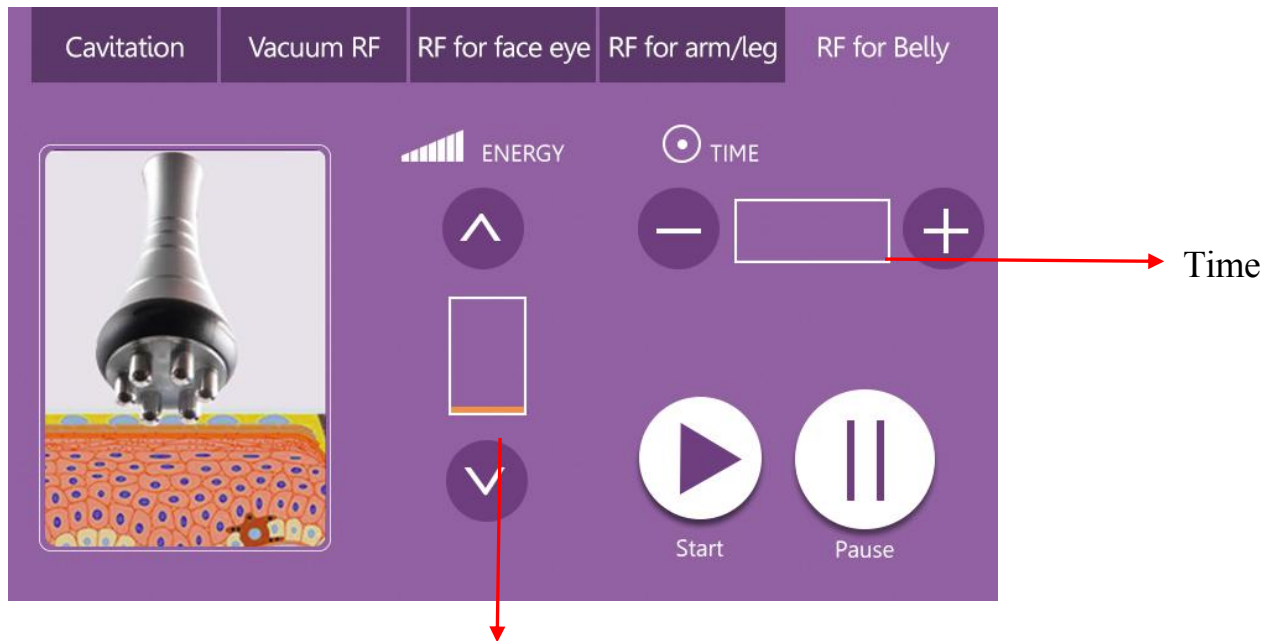 Cavitation
Vacuum RF
RF for face eye
RF for arm/leg
RF for Belly
ENERGY
TIME
Time
Start
Pause